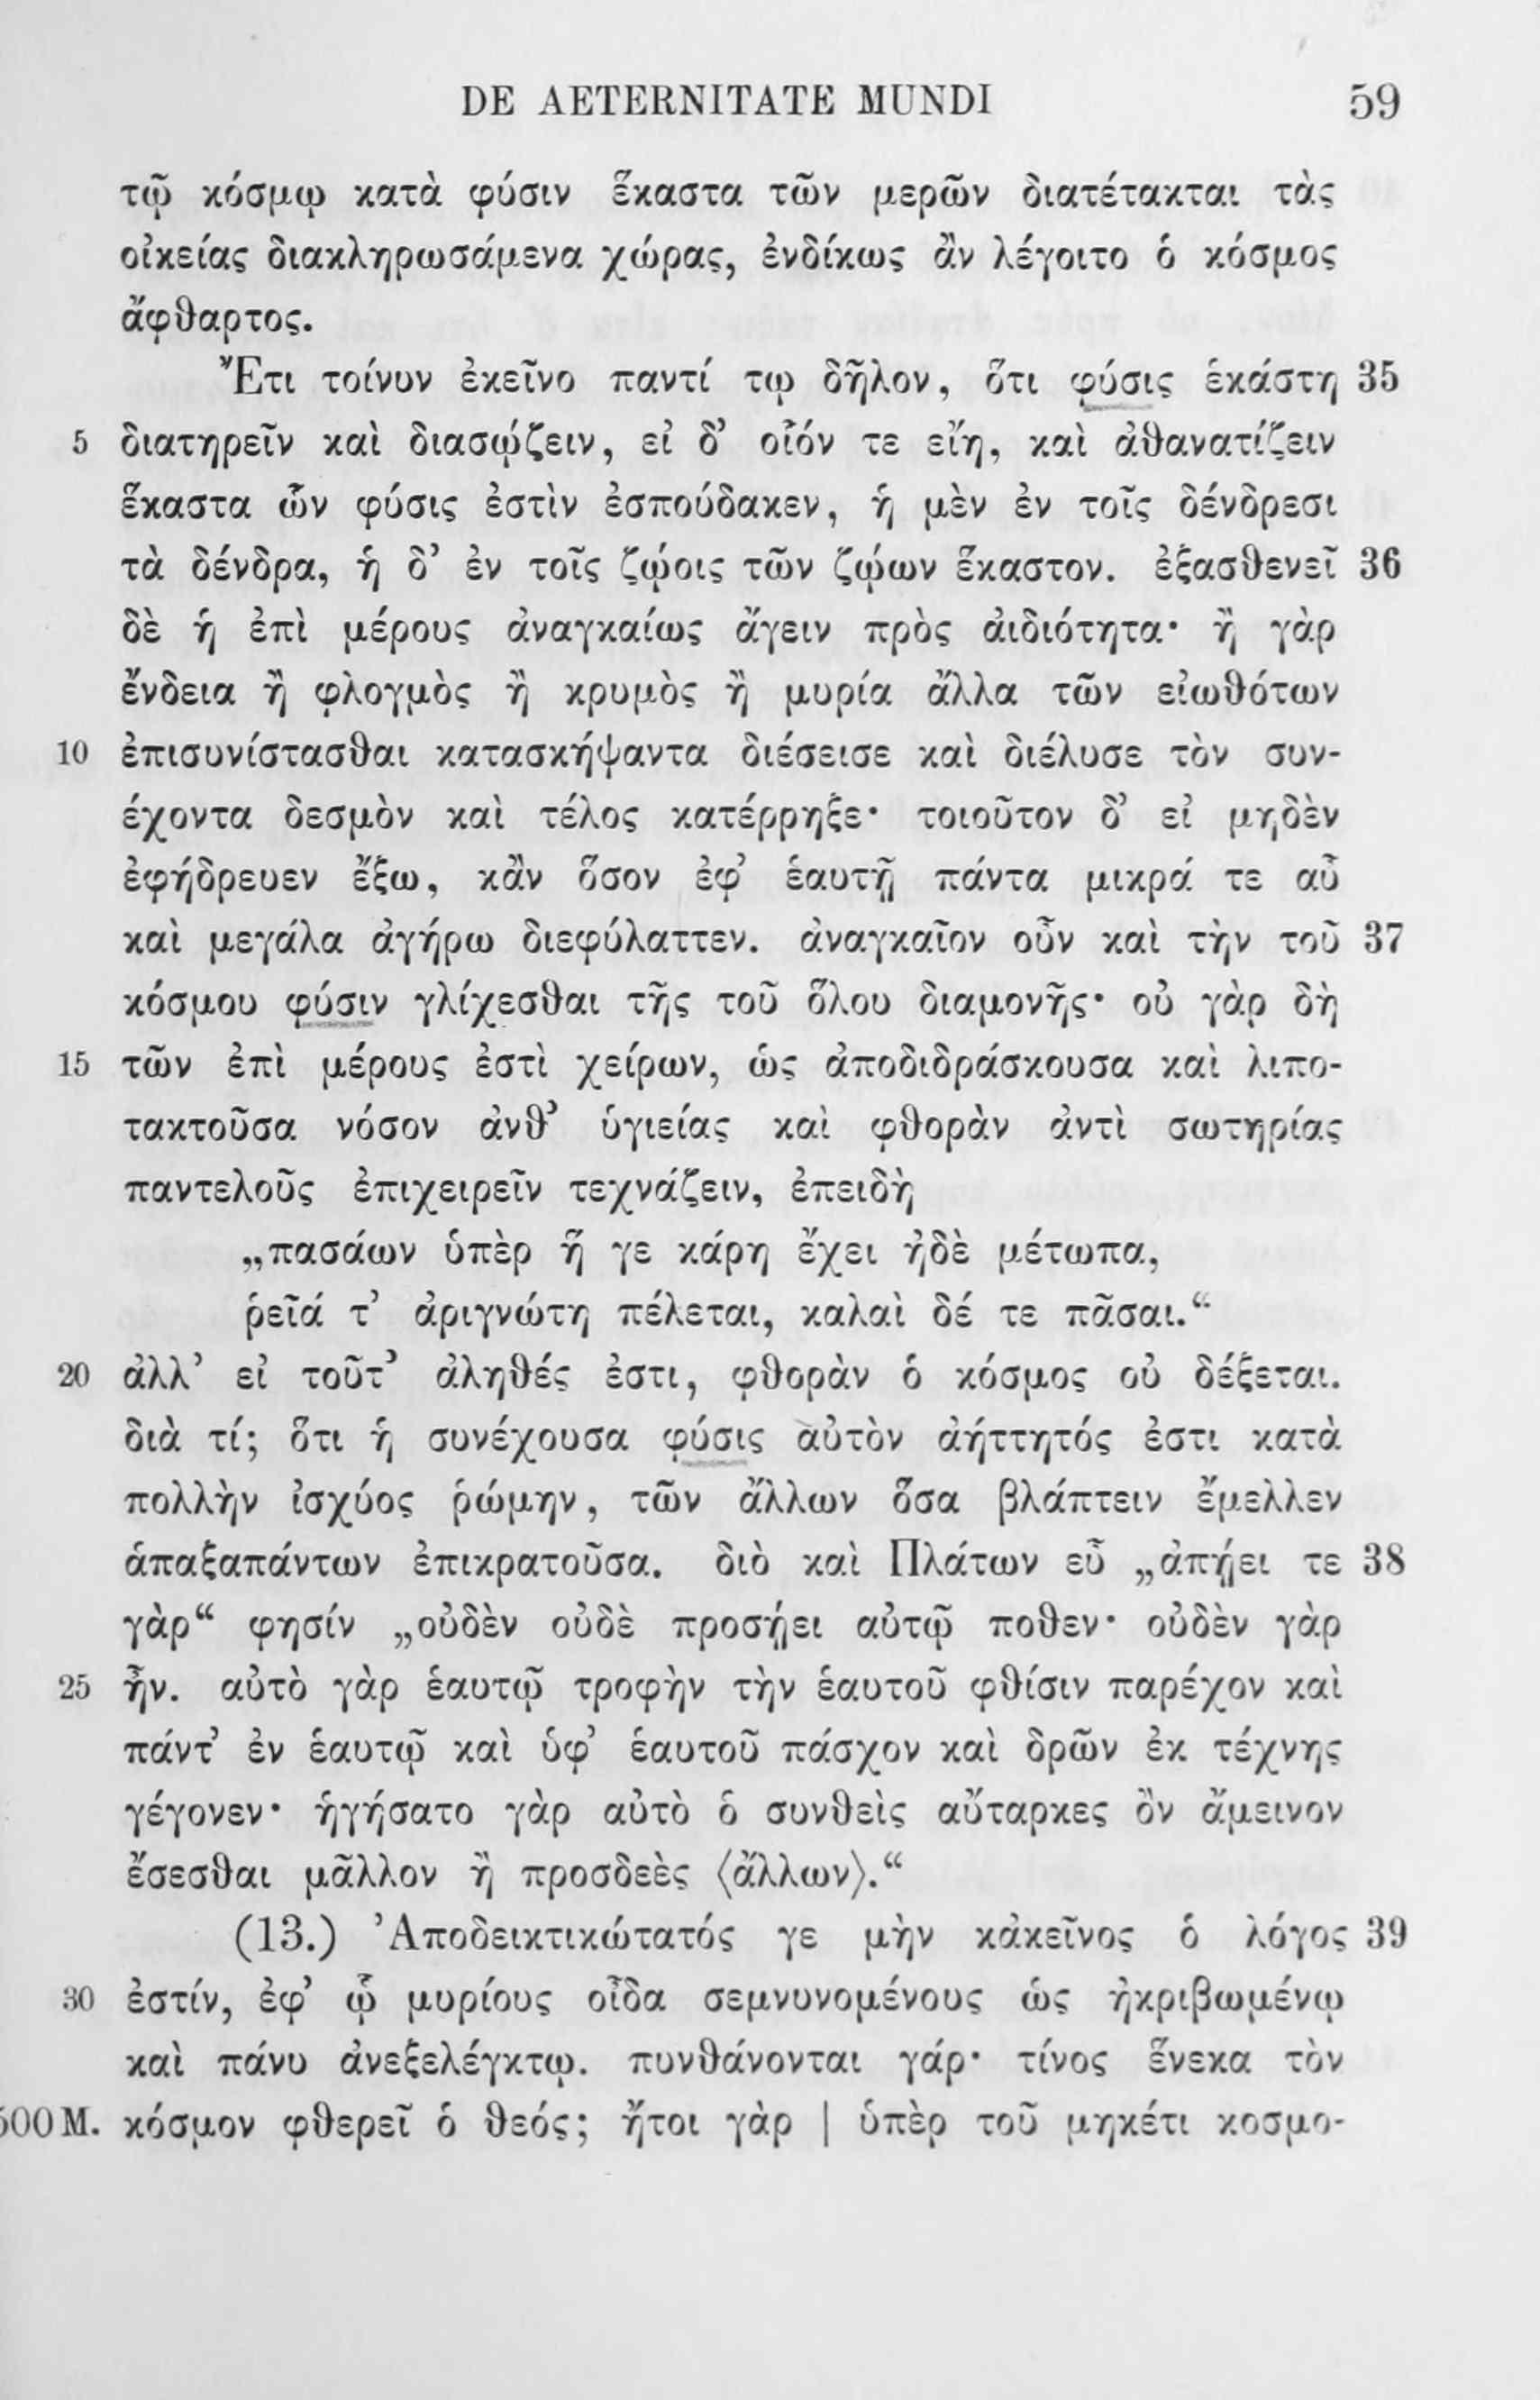 DE AETERNITATE MUNDI 59
τῷ κόσμῳ κατὰ φύσιν ἕκαστα τῶν μερῶν διατέτακται τὰς
οἰκείας διακληρωσάμενα χώρας, ἐνδίκως ἂν λέγοιτο ὁ κόσμος
ἄφθαρτος.
Ἔτι τοίνυν ἐκεῖνο παντί τῳ δῆλον, ὅτι φύσις ἑκάστη 35
5 διατηρεῖν καὶ διασῴζειν, εἰ δ’ οἷόν τε εἴη, καὶ ἀθανατίζειν
ἕκαστα ὧν φύσις ἐστὶν ἐσπούδακεν, ἡ μὲν ἐν τοῖς δένδρεσι
τὰ δένδρα, ἡ δ’ ἐν τοῖς ζῴοις τῶν ζῴων ἕκαστον. ἐξασθενεῖ 36
δὲ ἡ ἐπὶ μέρους ἀναγκαίως ἄγειν πρὸς ἀιδιότητα· ἢ γὰρ
ἔνδεια ἢ φλογμὸς ἢ κρυμὸς ἢ μυρία ἄλλα τῶν εἰωθότων
10 ἐπισυνίστασθαι κατασκήψαντα διέσεισε καὶ διέλυσε τὸν συν-
έχοντα δεσμὸν καὶ τέλος κατέρρηξε· τοιοῦτον δ’ εἰ μηδὲν
ἐφήδρευεν ἔξω, κἂν ὅσον ἐφ’ ἑαυτῇ πάντα μικρά τε αὖ
καὶ μεγάλα ἀγήρω διεφύλαττεν. ἀναγκαῖον οὖν καὶ τὴν τοῦ 37
κόσμου φύσιν γλίχεσθαι τῆς τοῦ ὅλου διαμονῆς· οὐ γὰρ δὴ
15 τῶν ἐπὶ μέρους ἐστὶ χείρων, ὡς ἀποδιδράσκουσα καὶ λιπο-
τακτοῦσα νόσον ἀνθ’ ὑγιείας καὶ φθορὰν ἀντὶ σωτηρίας
παντελοῦς ἐπιχειρεῖν τεχνάζειν, ἐπειδὴ
„πασάων ὑπὲρ ἥ γε κάρη ἔχει ἠδὲ μέτωπα,
ῥεῖά τ’ ἀριγνώτη πέλεται, καλαὶ δέ τε πᾶσαι.“
20 ἀλλ’ εἰ τοῦτ’ ἀληθές ἐστι, φθορὰν ὁ κόσμος οὐ δέξεται.
διὰ τί; ὅτι ἡ συνέχουσα φύσις αὐτὸν ἀήττητός ἐστι κατὰ
πολλὴν ἰσχύος ῥώμην, τῶν ἄλλων ὅσα βλάπτειν ἔμελλεν
ἁπαξαπάντων ἐπικρατοῦσα. διὸ καὶ Πλάτων εὖ „ἀπῄει τε 38
γὰρ“ φησίν „οὐδὲν οὐδὲ προσῄει αὐτῷ ποθεν· οὐδὲν γὰρ
25 ἦν. αὐτὸ γὰρ ἑαυτῷ τροφὴν τὴν ἑαυτοῦ φθίσιν παρέχον καὶ
πάντ’ ἐν ἑαυτῷ καὶ ὑφ’ ἑαυτοῦ πάσχον καὶ δρῶν ἐκ τέχνης
γέγονεν· ἡγήσατο γὰρ αὐτὸ ὁ συνθεὶς αὔταρκες ὂν ἄμεινον
ἔσεσθαι μᾶλλον ἢ προσδεὲς ⟨ἄλλων⟩.“
(13.) Ἀποδεικτικώτατός γε μὴν κἀκεῖνος ὁ λόγος 39
30 ἐστίν, ἐφ’ ᾧ μυρίους οἶδα σεμνυνομένους ὡς ἠκριβωμένῳ
καὶ πάνυ ἀνεξελέγκτῳ. πυνθάνονται γάρ· τίνος ἕνεκα τὸν
500 M. κόσμον φθερεῖ ὁ θεός; ἤτοι γὰρ | ὑπὲρ τοῦ μηκέτι κοσμο-